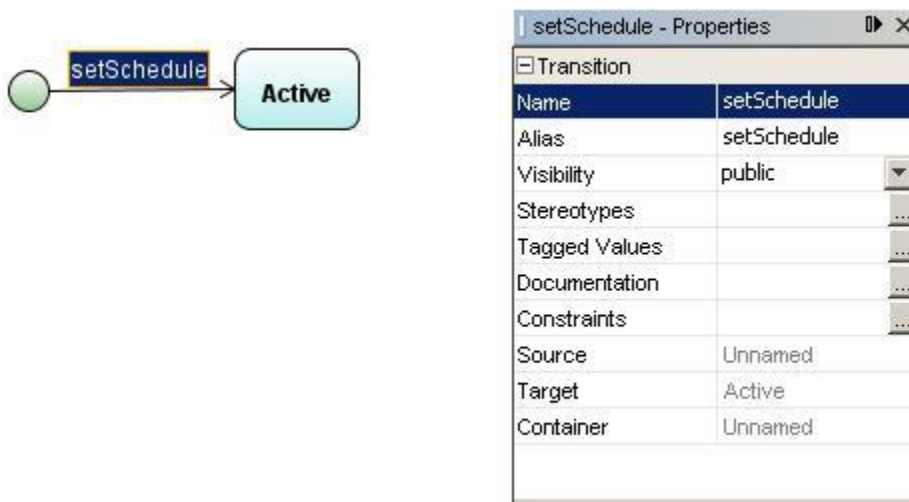 setSchedule
Active
setSchedule - Properties
Transition
Name setSchedule
Alias setSchedule
Visibility public
Stereotypes ...
Tagged Values ...
Documentation ...
Constraints ...
Source Unnamed
Target Active
Container Unnamed